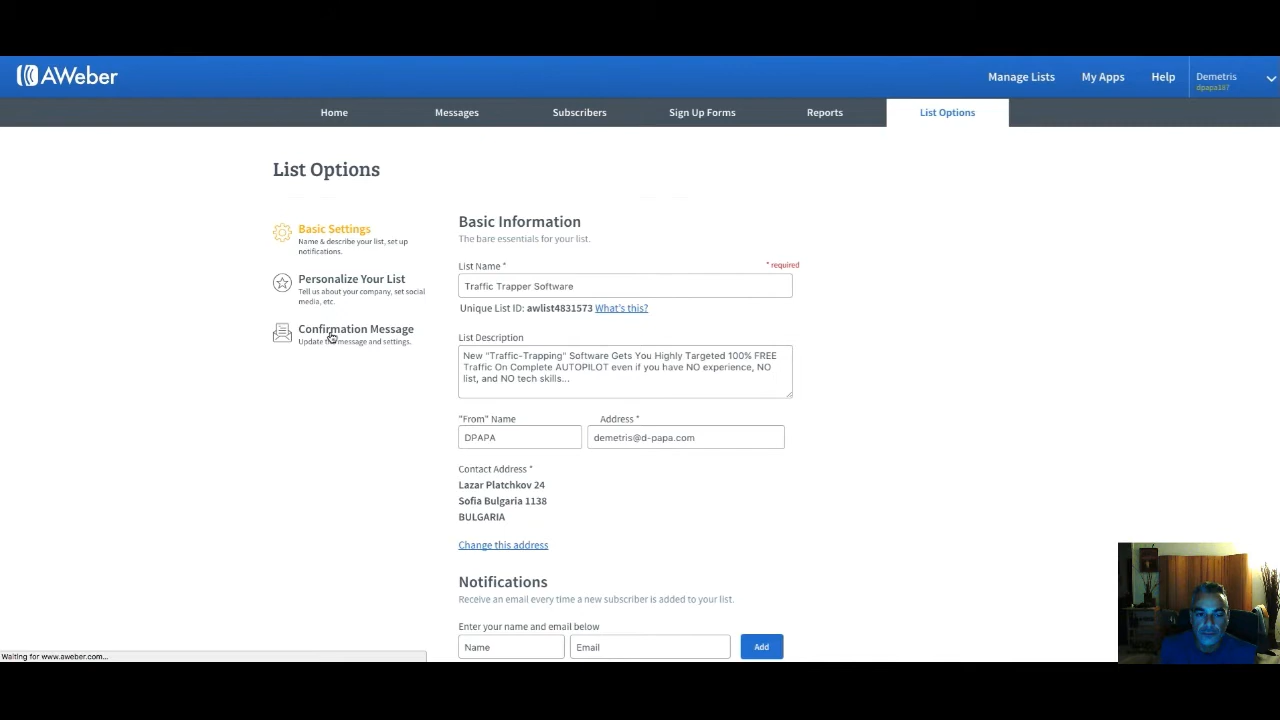 AWeber
Manage Lists My Apps Help Demetris
dpapa187
Home Messages Subscribers Sign Up Forms Reports List Options
List Options
Basic Settings
Name & describe your list, set up
notifications.
Personalize Your List
Tell us about your company, set social
media, etc.
Confirmation Message
Update the message and settings.
Basic Information
The bare essentials for your list.
List Name * * required
Traffic Trapper Software
Unique List ID: awlist4831573 What's this?
List Description
New "Traffic-Trapping" Software Gets You Highly Targeted 100% FREE
Traffic On Complete AUTOPILOT even if you have NO experience, NO
list, and NO tech skills...
"From" Name Address *
DPAPA demetris@d-papa.com
Contact Address *
Lazar Platchkov 24
Sofia Bulgaria 1138
BULGARIA
Change this address
Notifications
Receive an email every time a new subscriber is added to your list.
Enter your name and email below
Name Email Add
Waiting for www.aweber.com...